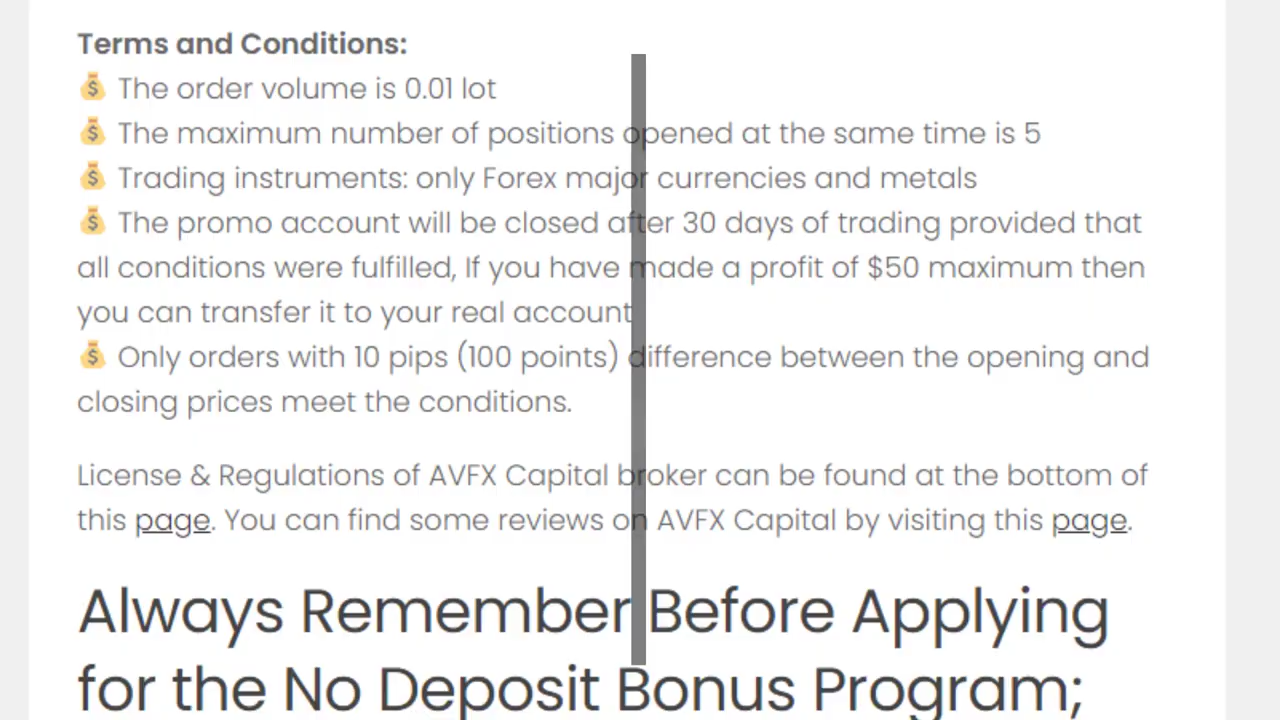 Terms and Conditions:
💰 The order volume is 0.01 lot
💰 The maximum number of positions opened at the same time is 5
💰 Trading instruments: only Forex major currencies and metals
💰 The promo account will be closed after 30 days of trading provided that
all conditions were fulfilled, If you have made a profit of $50 maximum then
you can transfer it to your real account
💰 Only orders with 10 pips (100 points) difference between the opening and
closing prices meet the conditions.
License & Regulations of AVFX Capital broker can be found at the bottom of
this page. You can find some reviews on AVFX Capital by visiting this page.
Always Remember Before Applying
for the No Deposit Bonus Program;